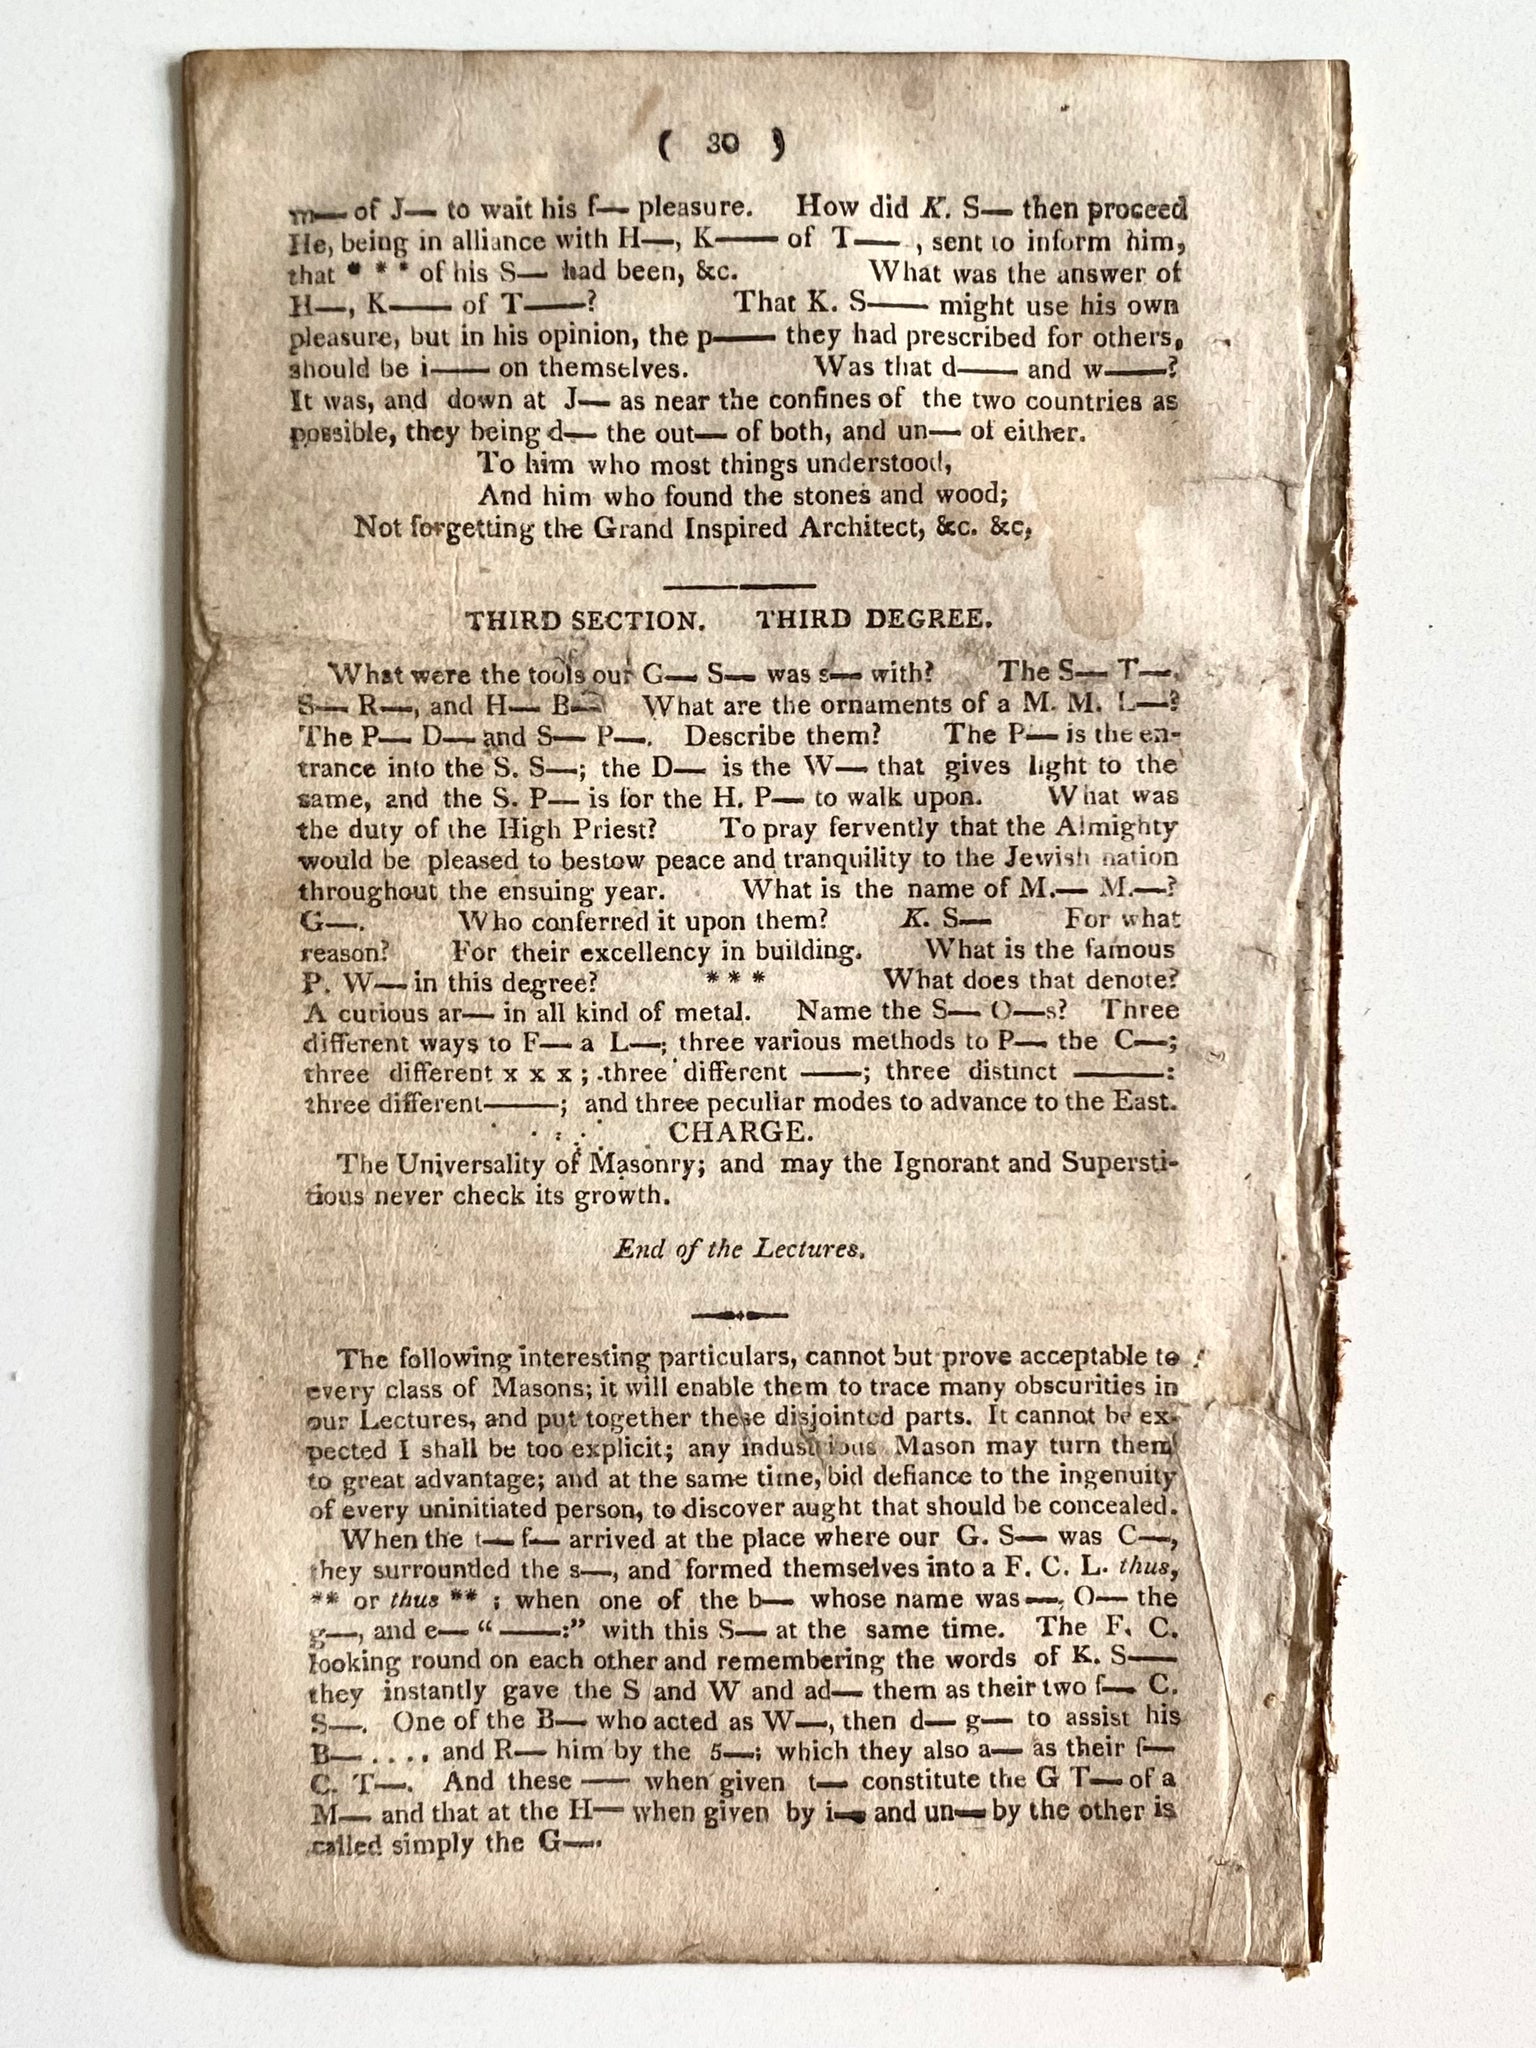 ( 30 )
m— of J— to wait his f— pleasure. How did K. S— then proceed
He, being in alliance with H—, K—— of T—— , sent to inform him,
that * * * of his S— had been, &c. What was the answer of
H—, K—— of T——? That K. S—— might use his own
pleasure, but in his opinion, the p—— they had prescribed for others,
should be i—— on themselves. Was that d—— and w——?
It was, and down at J— as near the confines of the two countries as
possible, they being d— the out— of both, and un— of either.
To him who most things understood,
And him who found the stones and wood;
Not forgetting the Grand Inspired Architect, &c. &c,
THIRD SECTION. THIRD DEGREE.
What were the tools our G— S— was s— with? The S— T—,
S— R—, and H— B— What are the ornaments of a M. M. L—?
The P— D— and S— P—. Describe them? The P— is the en-
trance into the S. S—; the D— is the W— that gives light to the
same, and the S. P— is for the H. P— to walk upon. What was
the duty of the High Priest? To pray fervently that the Almighty
would be pleased to bestow peace and tranquility to the Jewish nation
throughout the ensuing year. What is the name of M.— M.—?
G—. Who conferred it upon them? K. S— For what
reason? For their excellency in building. What is the famous
P. W— in this degree? * * * What does that denote?
A curious ar— in all kind of metal. Name the S— O—s? Three
different ways to F— a L—; three various methods to P— the C—;
three different x x x ; three different ——; three distinct ———:
three different———; and three peculiar modes to advance to the East.
CHARGE.
The Universality of Masonry; and may the Ignorant and Supersti-
tious never check its growth.
End of the Lectures.
The following interesting particulars, cannot but prove acceptable to
every class of Masons; it will enable them to trace many obscurities in
our Lectures, and put together these disjointed parts. It cannot be ex-
pected I shall be too explicit; any industrious Mason may turn them
to great advantage; and at the same time, bid defiance to the ingenuity
of every uninitiated person, to discover aught that should be concealed.
When the t— f— arrived at the place where our G. S— was C—,
they surrounded the s—, and formed themselves into a F. C. L. thus,
** or thus ** ; when one of the b— whose name was —, O— the
g—, and e— “ ——:” with this S— at the same time. The F. C.
looking round on each other and remembering the words of K. S——
they instantly gave the S and W and ad— them as their two f— C.
S—. One of the B— who acted as W—, then d— g— to assist his
B— . . . . and R— him by the 5—; which they also a— as their f—
C. T—. And these —— when given t— constitute the G T— of a
M— and that at the H— when given by i— and un— by the other is
called simply the G—.